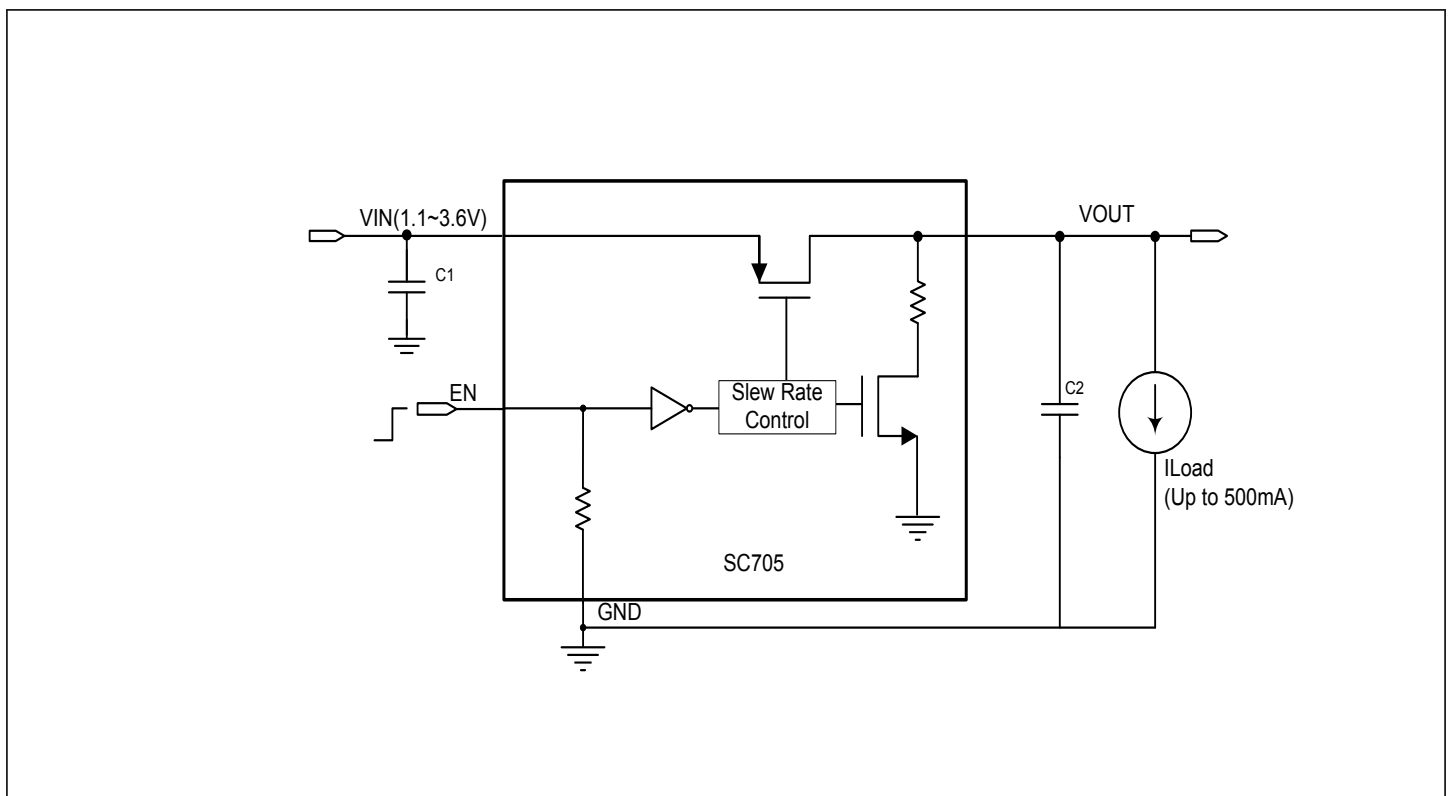 VIN(1.1~3.6V)
VOUT
C1
EN
Slew Rate
Control
C2
ILoad
(Up to 500mA)
SC705
GND